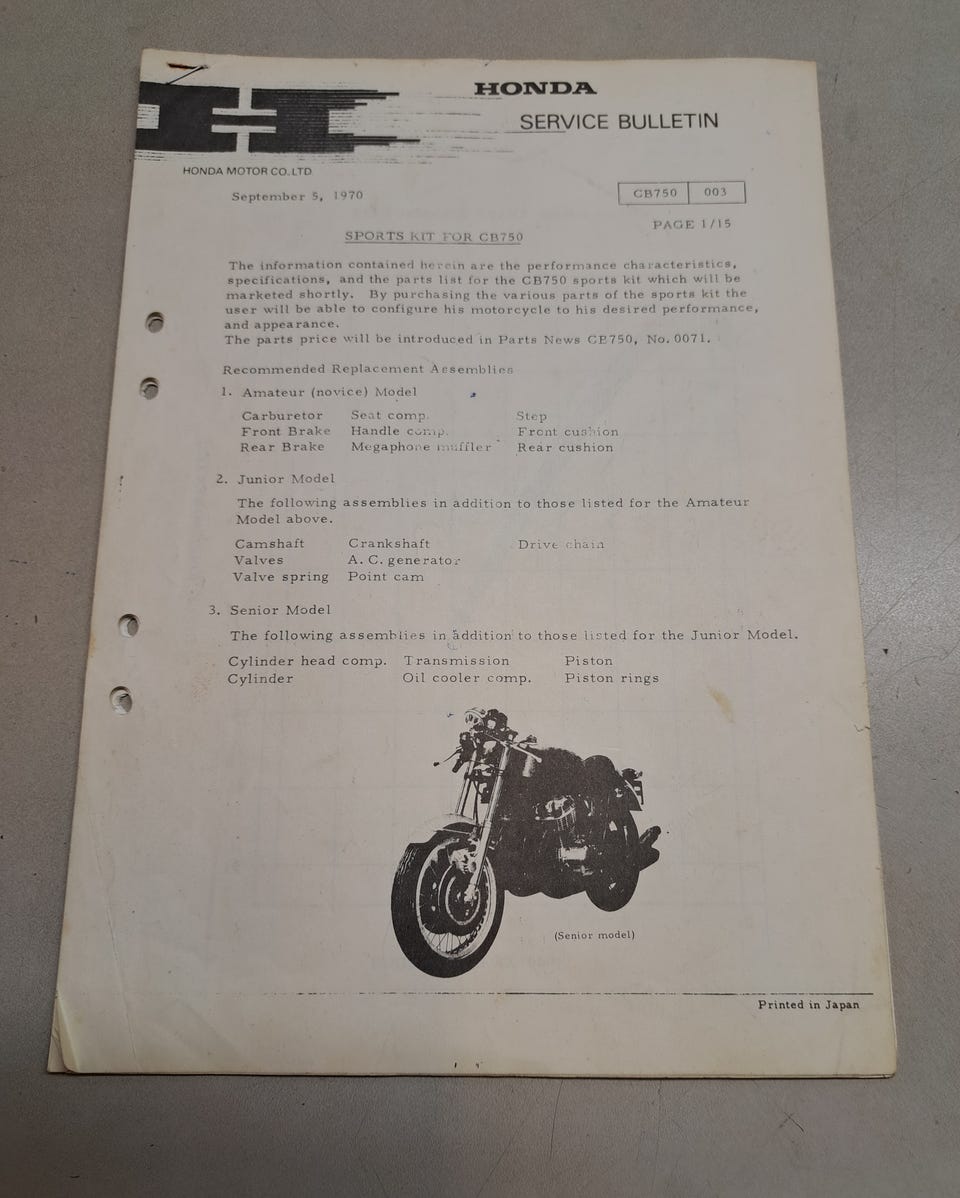 HONDA
SERVICE BULLETIN
HONDA MOTOR CO. LTD
September 5, 1970
CB750 003
PAGE 1/15
SPORTS KIT FOR CB750
The information contained herein are the performance characteristics,
specifications, and the parts list for the CB750 sports kit which will be
marketed shortly. By purchasing the various parts of the sports kit the
user will be able to configure his motorcycle to his desired performance,
and appearance.
The parts price will be introduced in Parts News CB750, No. 0071.
Recommended Replacement Assemblies
1. Amateur (novice) Model
Carburetor Seat comp. Step
Front Brake Handle comp. Front cushion
Rear Brake Megaphone muffler Rear cushion
2. Junior Model
The following assemblies in addition to those listed for the Amateur
Model above.
Camshaft Crankshaft Drive chain
Valves A. C. generator
Valve spring Point cam
3. Senior Model
The following assemblies in addition to those listed for the Junior Model.
Cylinder head comp. Transmission Piston
Cylinder Oil cooler comp. Piston rings
(Senior model)
Printed in Japan